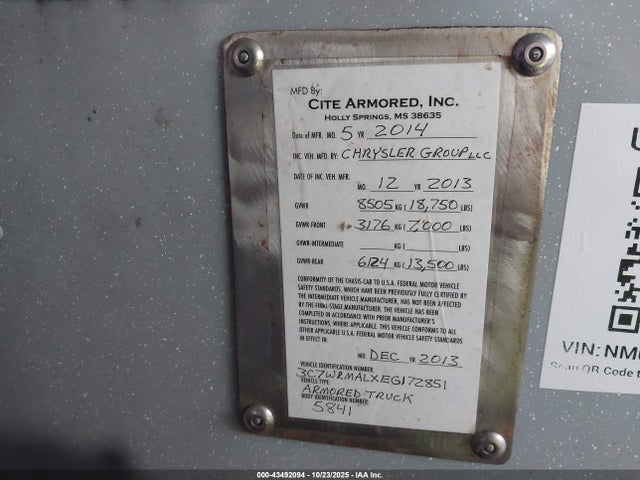 MFD By:
CITE ARMORED, INC.
HOLLY SPRINGS, MS 38635
Date of MFR. MO. 5 YR 2014
INC. VEH. MFD. BY: CHRYSLER GROUP LLC
DATE OF INC. VEH. MFR.
MO. 12 YR 2013
GVWR 8505 KG ( 18,750 LBS)
GVWR-FRONT 3176 KG ( 7,000 LBS)
GVWR-INTERMEDIATE KG ( LBS)
GVWR-REAR 6124 KG ( 13,500 LBS)
CONFORMITY OF THE CHASIS-CAB TO U.S.A. FEDERAL MOTOR VEHICLE
SAFETY STANDARDS, WHICH HAVE BEEN PREVIOUSLY FULLY CERTIFIED BY
THE INTERMEDIATE VEHICLE MANUFACTURER, HAS NOT BEEN AFFECTED
BY THE FINAL-STAGE MANUFACTURER. THE VEHICLE HAS BEEN
COMPLETED IN ACCORDANCE WITH PRIOR MANUFACTURER'S
INSTRUCTIONS, WHERE APPLICABLE. THIS VEHICLE CONFORMS TO ALL
OTHER APPLICABLE U.S.A. FEDERAL MOTOR VEHICLE SAFETY STANDARDS
IN EFFECT IN:
MO. DEC YR 2013
VEHICLE IDENTIFICATION NUMBER:
3C7WRMALXEG172851
VEHICLE TYPE:
ARMORED TRUCK
BODY IDENTIFICATION NUMBER:
5841
VIN: NM
Scan QR Code t
000-43492094 • 10/23/2025 • IAA Inc.